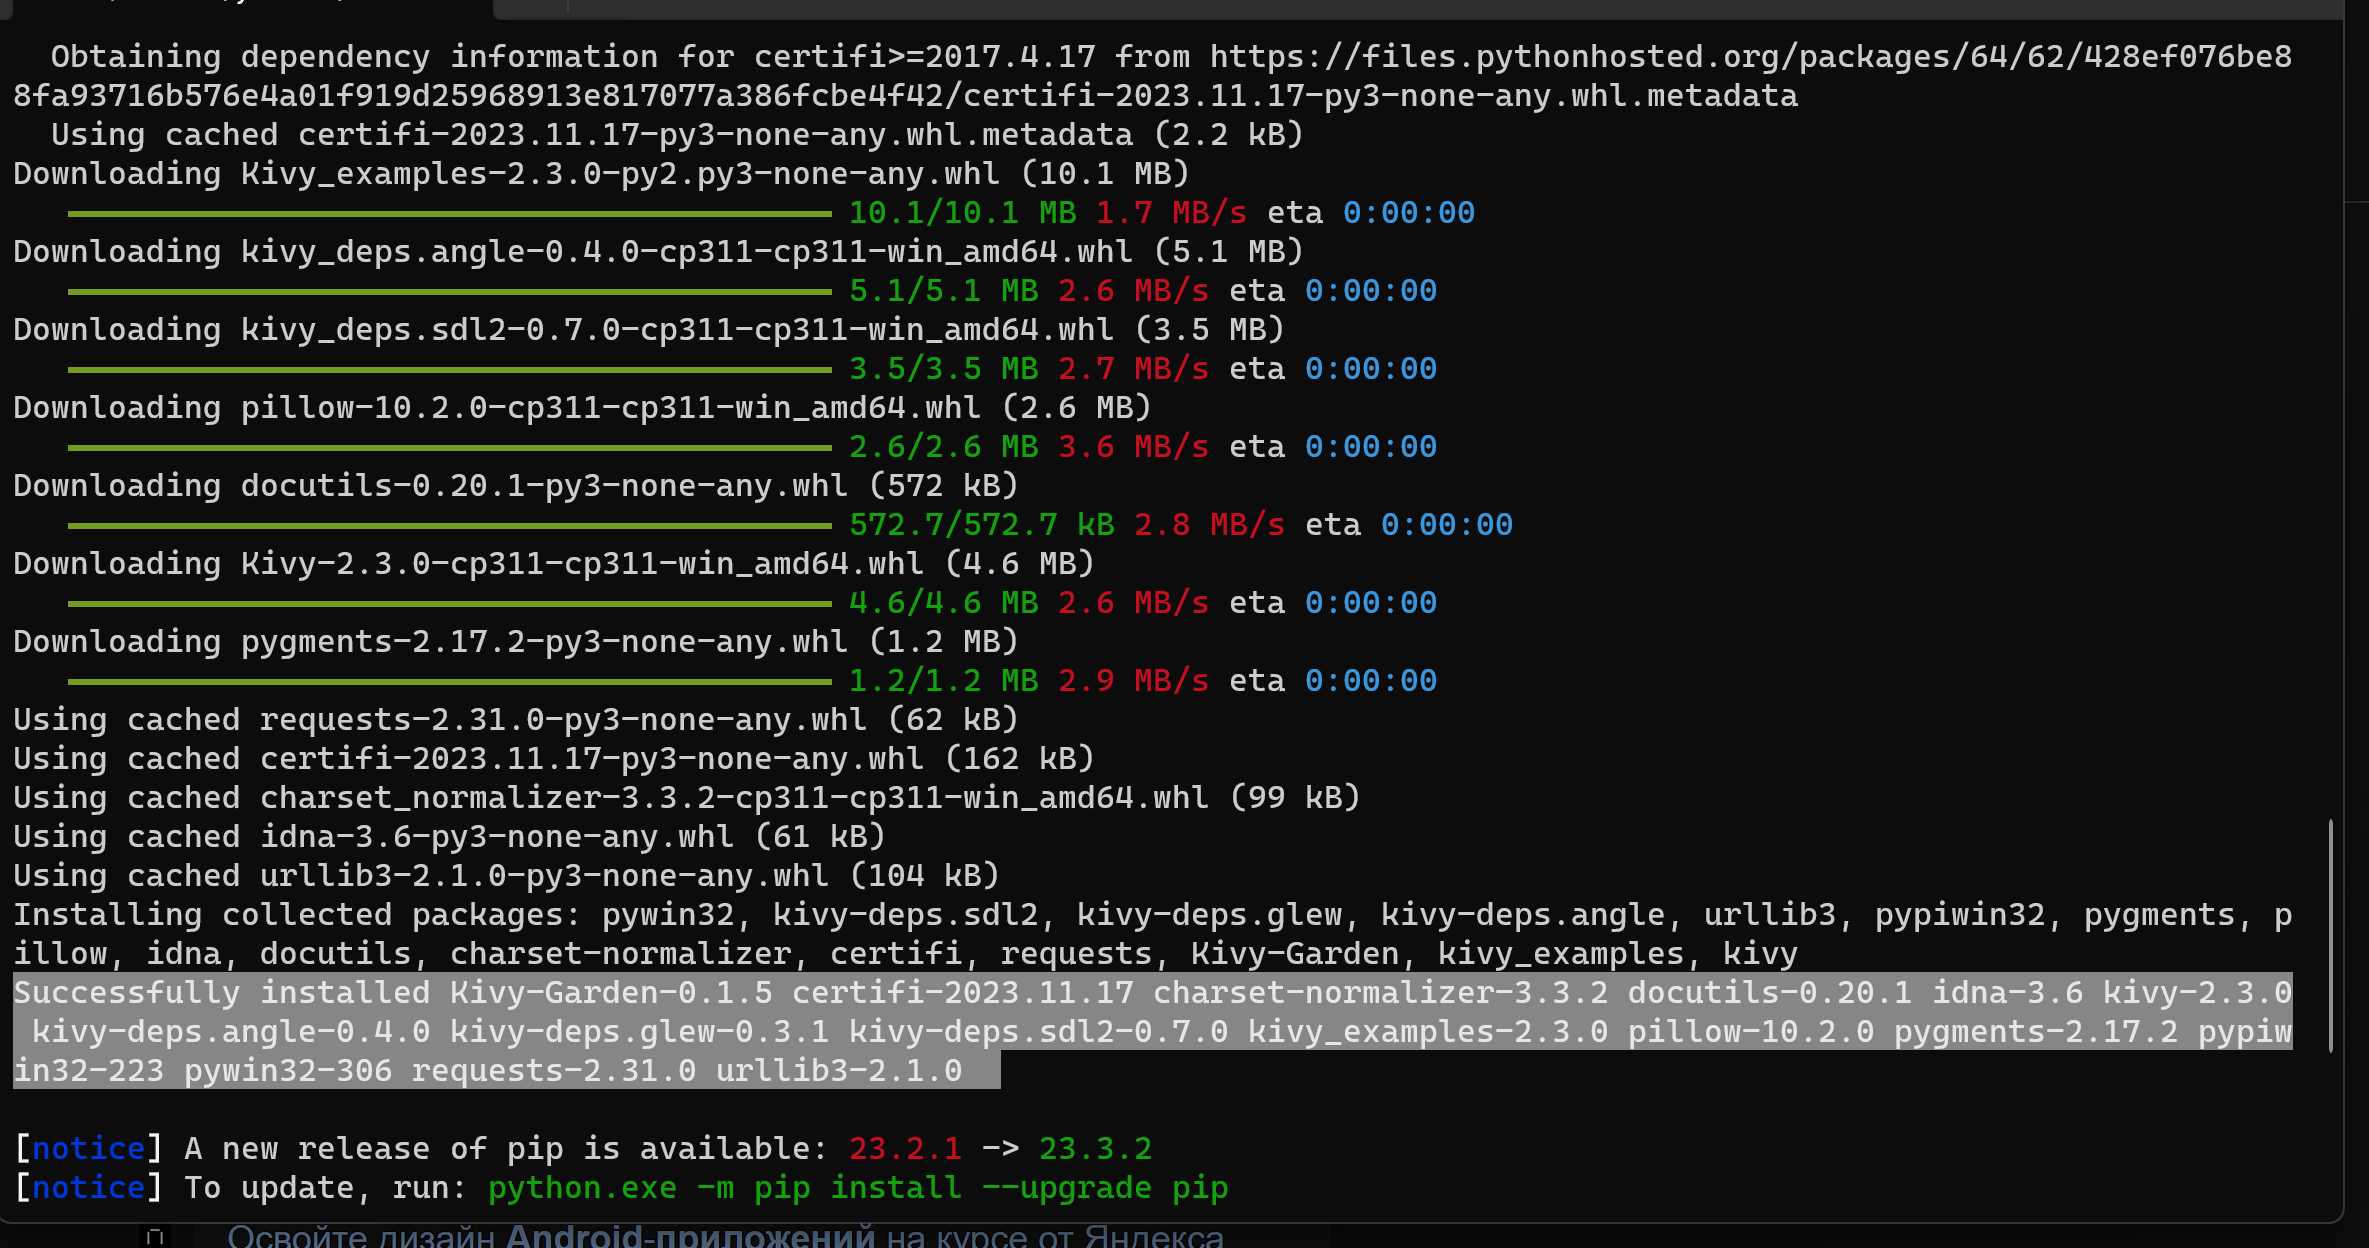 Obtaining dependency information for certifi>=2017.4.17 from https://files.pythonhosted.org/packages/64/62/428ef076be8
8fa93716b576e4a01f919d25968913e817077a386fcbe4f42/certifi-2023.11.17-py3-none-any.whl.metadata
Using cached certifi-2023.11.17-py3-none-any.whl.metadata (2.2 kB)
Downloading Kivy_examples-2.3.0-py2.py3-none-any.whl (10.1 MB)
10.1/10.1 MB 1.7 MB/s eta 0:00:00
Downloading kivy_deps.angle-0.4.0-cp311-cp311-win_amd64.whl (5.1 MB)
5.1/5.1 MB 2.6 MB/s eta 0:00:00
Downloading kivy_deps.sdl2-0.7.0-cp311-cp311-win_amd64.whl (3.5 MB)
3.5/3.5 MB 2.7 MB/s eta 0:00:00
Downloading pillow-10.2.0-cp311-cp311-win_amd64.whl (2.6 MB)
2.6/2.6 MB 3.6 MB/s eta 0:00:00
Downloading docutils-0.20.1-py3-none-any.whl (572 kB)
572.7/572.7 kB 2.8 MB/s eta 0:00:00
Downloading Kivy-2.3.0-cp311-cp311-win_amd64.whl (4.6 MB)
4.6/4.6 MB 2.6 MB/s eta 0:00:00
Downloading pygments-2.17.2-py3-none-any.whl (1.2 MB)
1.2/1.2 MB 2.9 MB/s eta 0:00:00
Using cached requests-2.31.0-py3-none-any.whl (62 kB)
Using cached certifi-2023.11.17-py3-none-any.whl (162 kB)
Using cached charset_normalizer-3.3.2-cp311-cp311-win_amd64.whl (99 kB)
Using cached idna-3.6-py3-none-any.whl (61 kB)
Using cached urllib3-2.1.0-py3-none-any.whl (104 kB)
Installing collected packages: pywin32, kivy-deps.sdl2, kivy-deps.glew, kivy-deps.angle, urllib3, pypiwin32, pygments, p
illow, idna, docutils, charset-normalizer, certifi, requests, Kivy-Garden, kivy_examples, kivy
Successfully installed Kivy-Garden-0.1.5 certifi-2023.11.17 charset-normalizer-3.3.2 docutils-0.20.1 idna-3.6 kivy-2.3.0
kivy-deps.angle-0.4.0 kivy-deps.glew-0.3.1 kivy-deps.sdl2-0.7.0 kivy_examples-2.3.0 pillow-10.2.0 pygments-2.17.2 pypiw
in32-223 pywin32-306 requests-2.31.0 urllib3-2.1.0
[notice] A new release of pip is available: 23.2.1 -> 23.3.2
[notice] To update, run: python.exe -m pip install --upgrade pip
Освойте дизайн Android-приложений на курсе от Яндекса